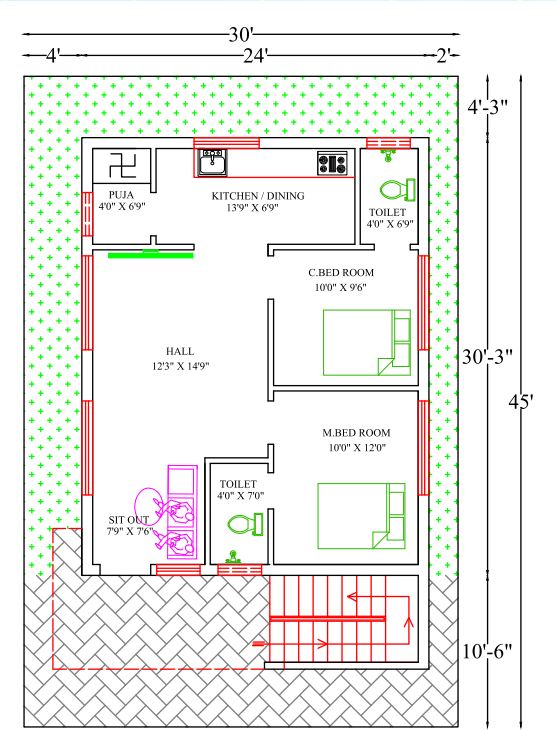 30'
4'
24'
2'
4'-3"
PUJA
4'0" X 6'9"
KITCHEN / DINING
13'9" X 6'9"
TOILET
4'0" X 6'9"
C.BED ROOM
10'0" X 9'6"
HALL
12'3" X 14'9"
30'-3"
45'
M.BED ROOM
10'0" X 12'0"
TOILET
4'0" X 7'0"
SIT OUT
7'9" X 7'6"
10'-6"